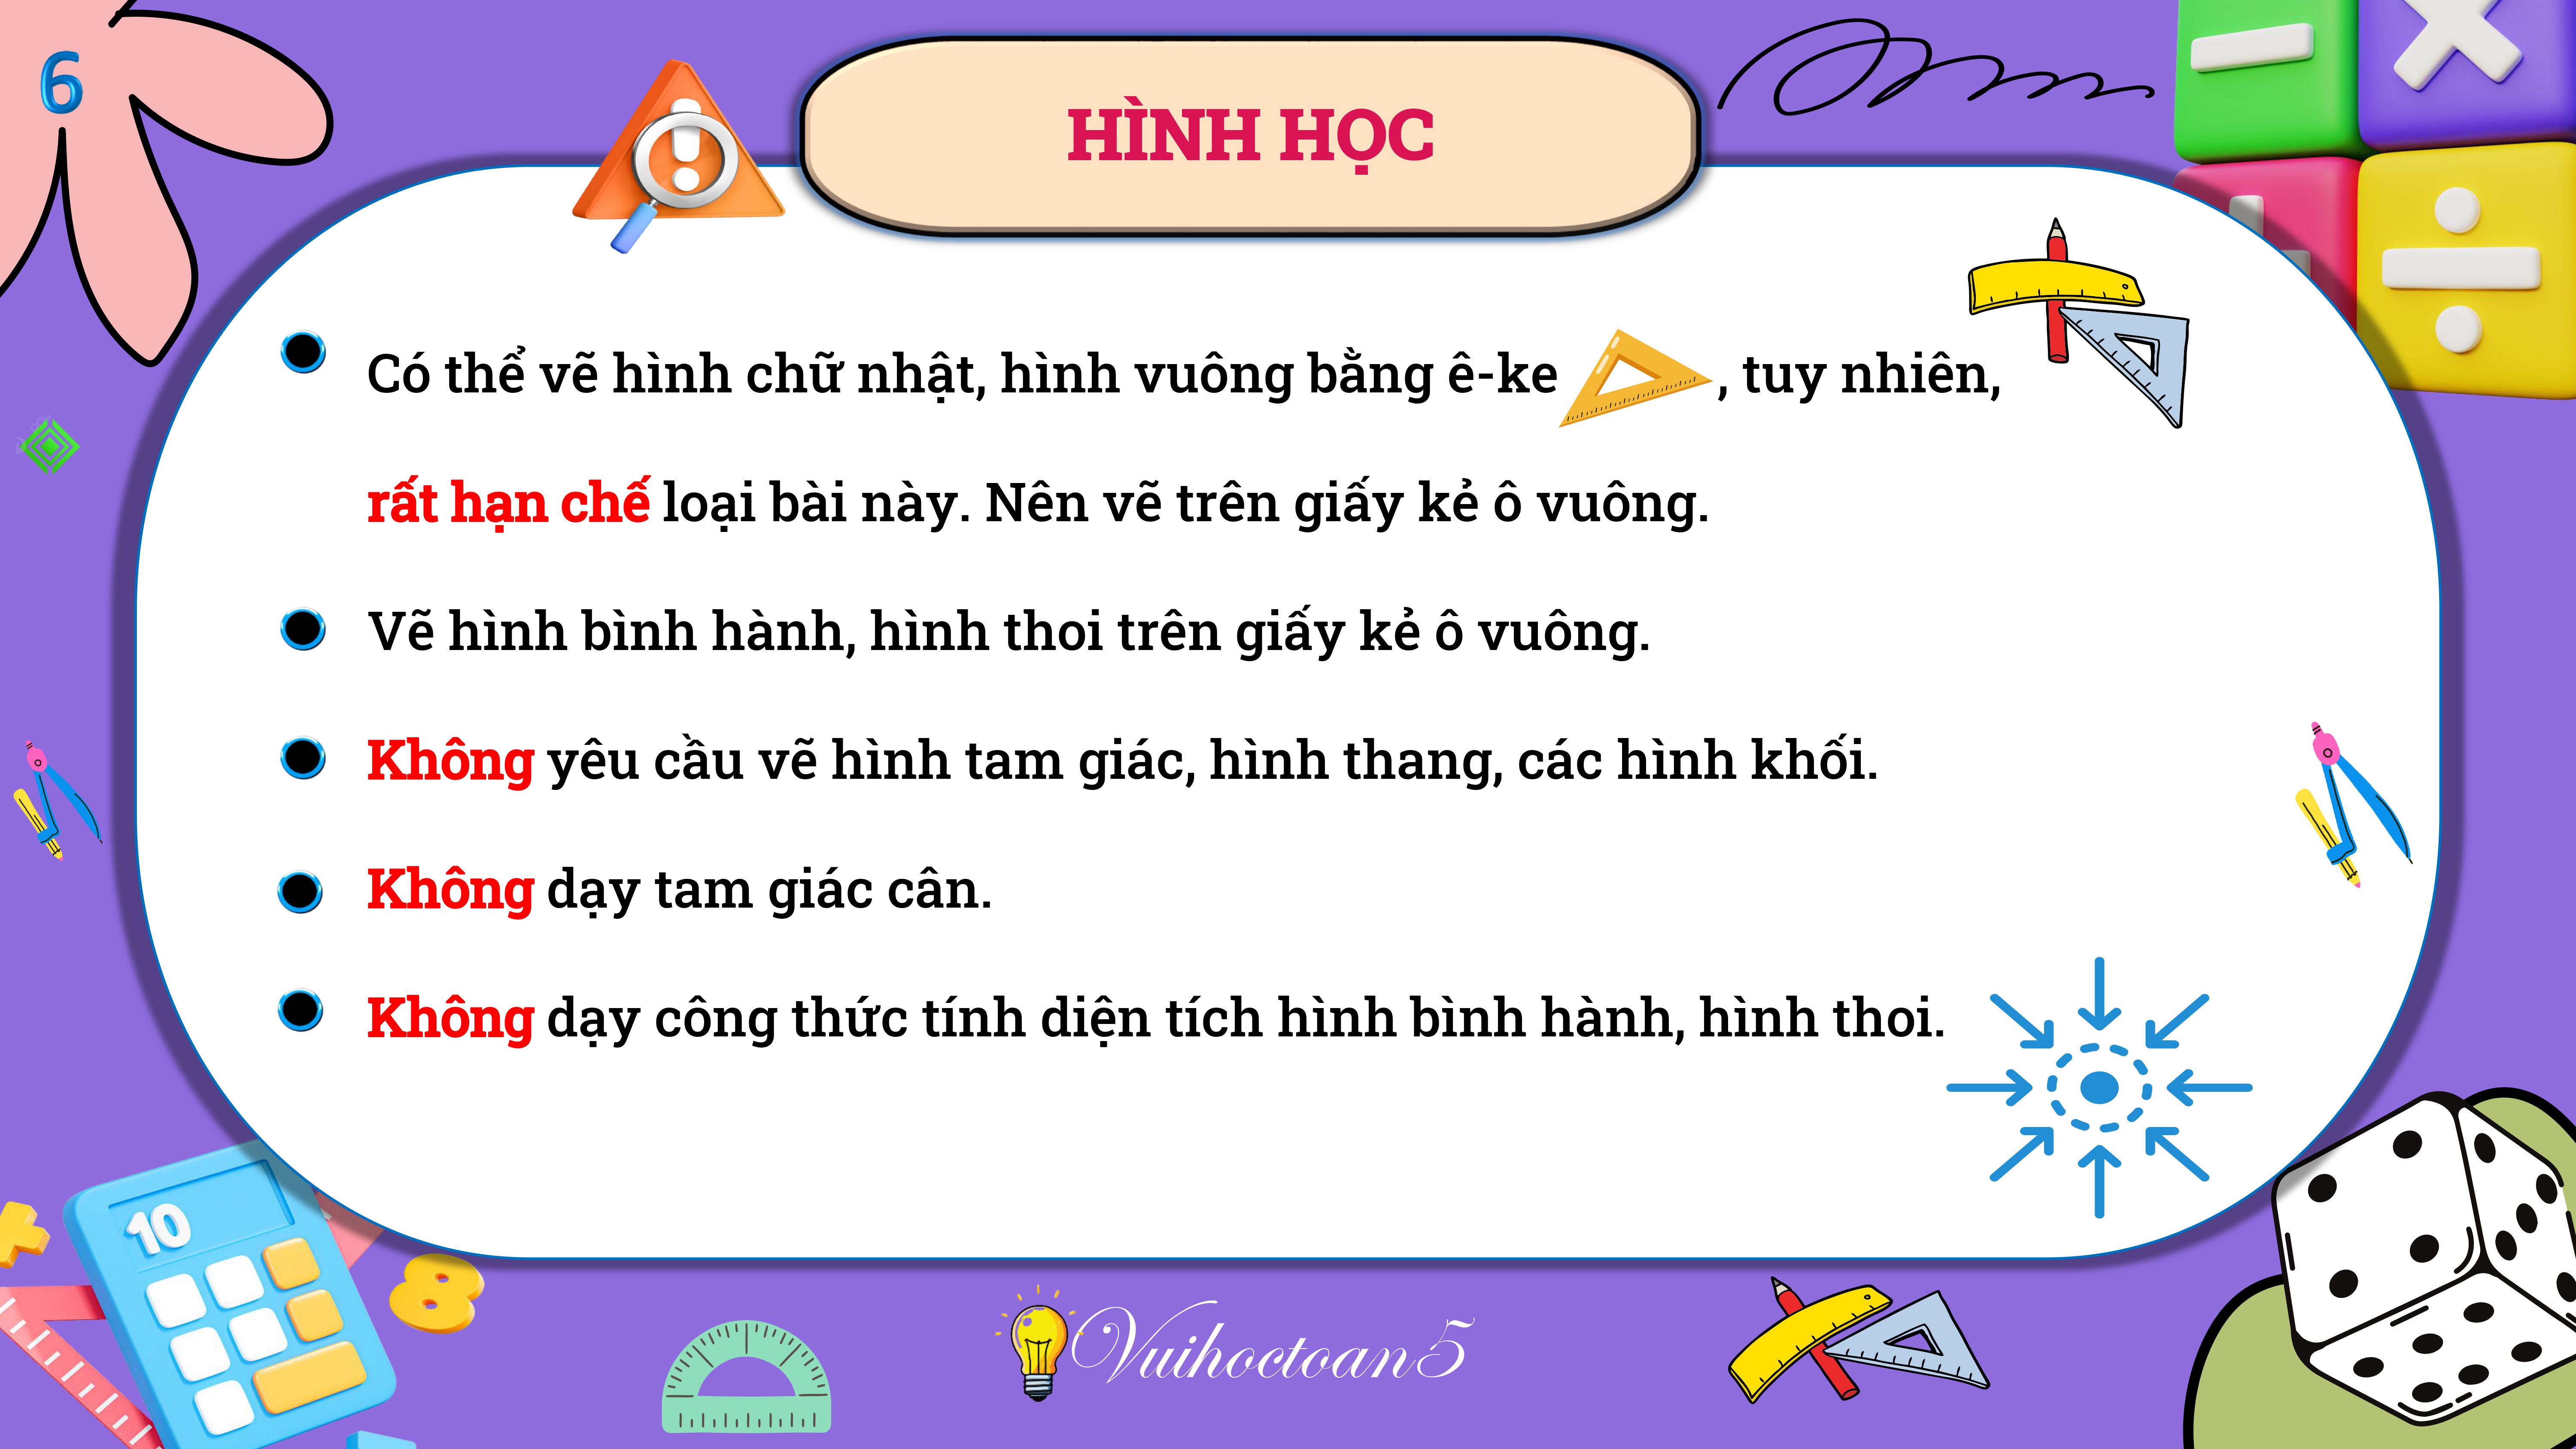 6
HÌNH HỌC
Có thể vẽ hình chữ nhật, hình vuông bằng ê-ke , tuy nhiên,
rất hạn chế loại bài này. Nên vẽ trên giấy kẻ ô vuông.
Vẽ hình bình hành, hình thoi trên giấy kẻ ô vuông.
Không yêu cầu vẽ hình tam giác, hình thang, các hình khối.
Không dạy tam giác cân.
Không dạy công thức tính diện tích hình bình hành, hình thoi.
10
8
Vuihoctoan5